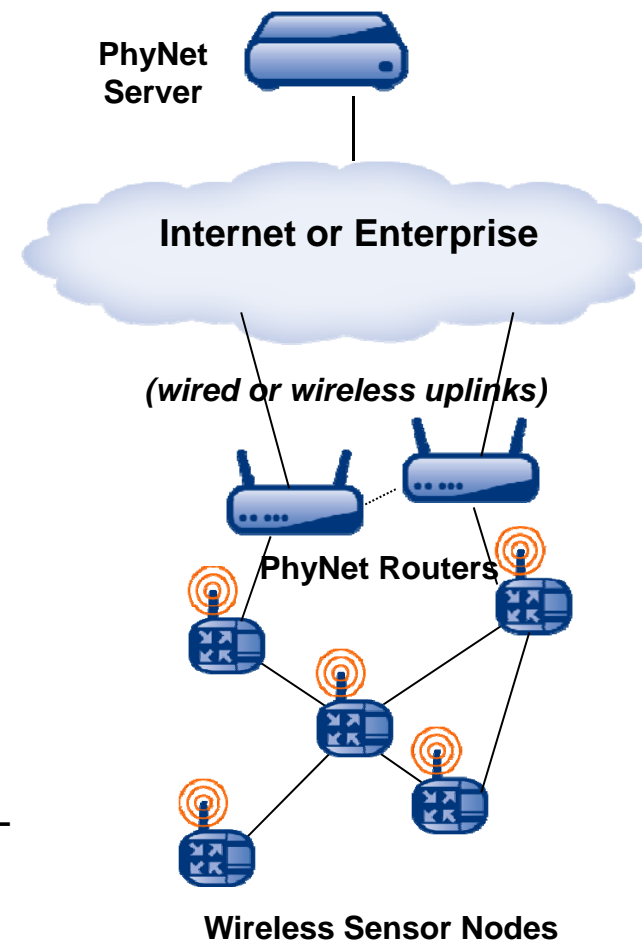 PhyNet
Server
Internet or Enterprise
(wired or wireless uplinks)
PhyNet Routers
Wireless Sensor Nodes